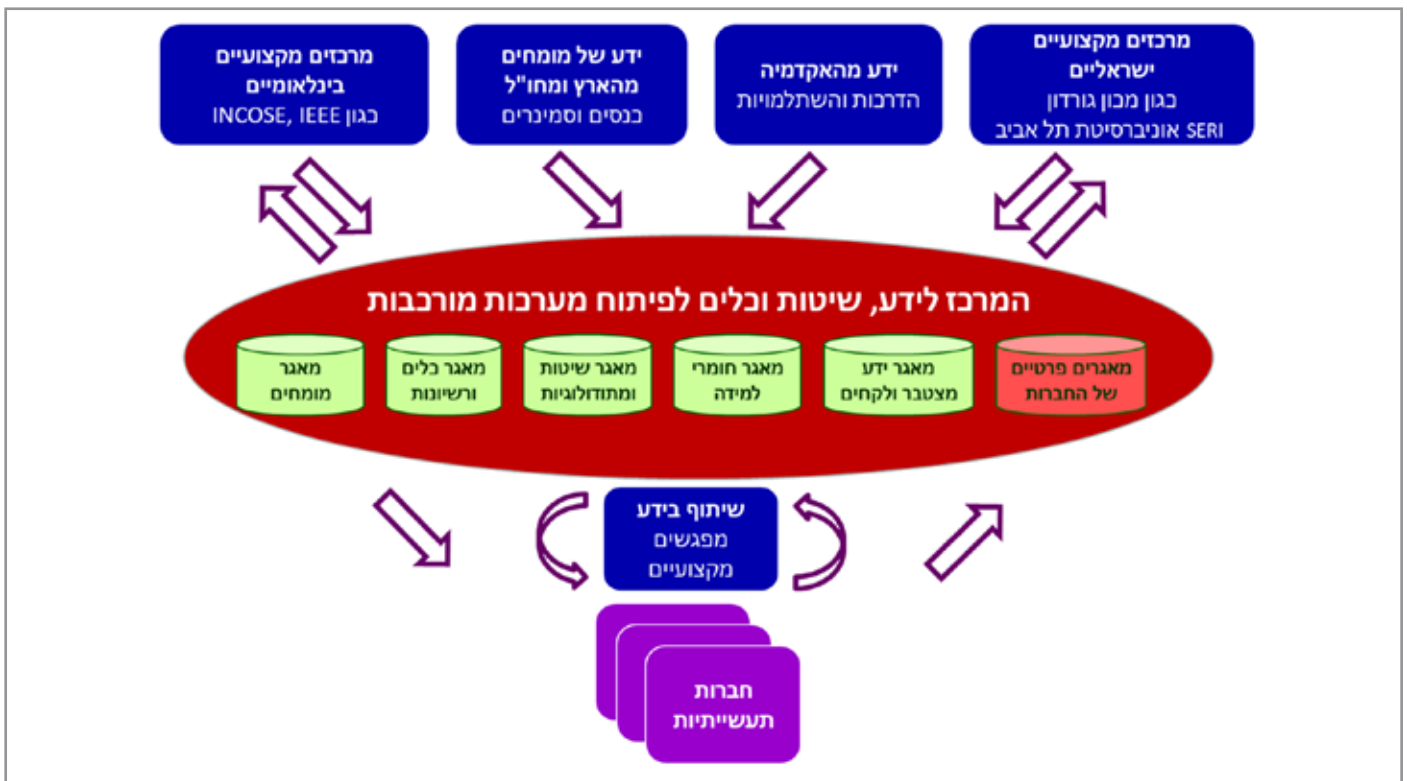 מרכזים מקצועיים
ישראליים
כגון מכון גורדון
SERI אוניברסיטת תל אביב
ידע מהאקדמיה
הדרכות והשתלמויות
ידע של מומחים
מהארץ ומחו"ל
כנסים וסמינרים
מרכזים מקצועיים
בינלאומיים
כגון INCOSE, IEEE
המרכז לידע, שיטות וכלים לפיתוח מערכות מורכבות
מאגרים פרטיים
של החברות
מאגר ידע
מצטבר ולקחים
מאגר חומרי
למידה
מאגר שיטות
ומתודולוגיות
מאגר כלים
ורשיונות
מאגר
מומחים
שיתוף בידע
מפגשים
מקצועיים
חברות
תעשייתיות